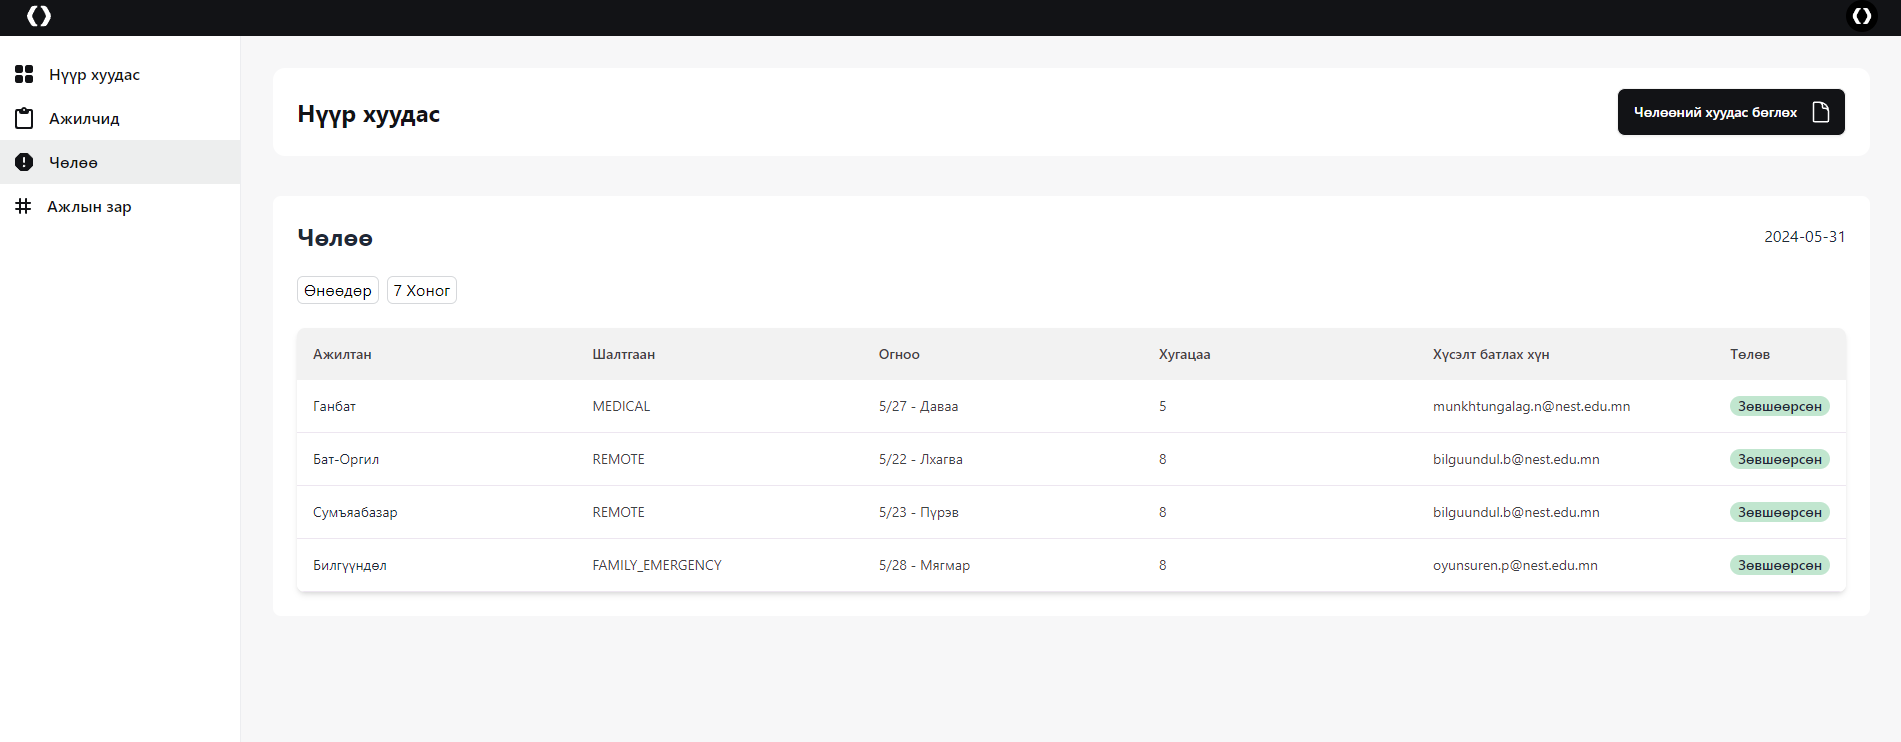 Нүүр хуудас
Ажилчид
Чөлөө
Ажлын зар
Нүүр хуудас
Чөлөөний хуудас бөглөх
Чөлөө
2024-05-31
Өнөөдөр 7 Хоног
Ажилтан Шалтгаан Огноо Хугацаа Хүсэлт батлах хүн Төлөв
Ганбат MEDICAL 5/27 - Даваа 5 munkhtungalag.n@nest.edu.mn Зөвшөөрсөн
Бат-Оргил REMOTE 5/22 - Лхагва 8 bilguundul.b@nest.edu.mn Зөвшөөрсөн
Сумъяабазар REMOTE 5/23 - Пүрэв 8 bilguundul.b@nest.edu.mn Зөвшөөрсөн
Билгүүндөл FAMILY_EMERGENCY 5/28 - Мягмар 8 oyunsuren.p@nest.edu.mn Зөвшөөрсөн